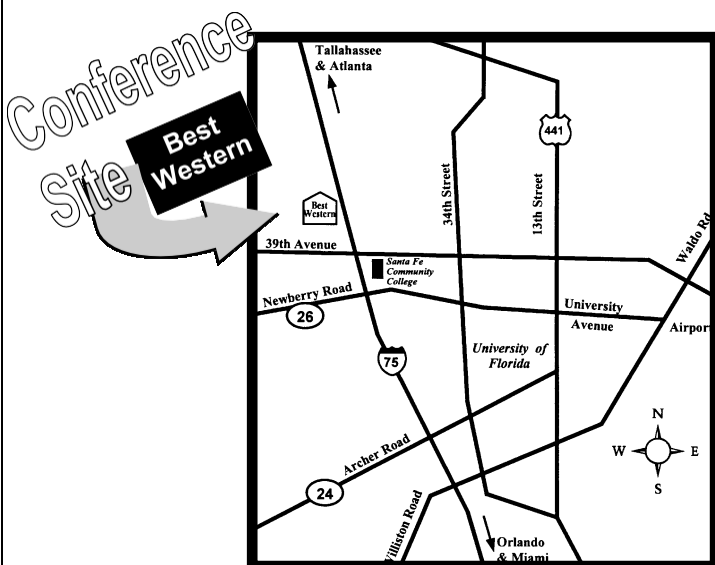 Conference
Site
Best
Western
Tallahassee
& Atlanta
441
34th Street
13th Street
Waldo Rd
Best
Western
39th Avenue
Santa Fe
Community
College
Newberry Road
26
University
Avenue
Airport
75
University of
Florida
N
W
E
S
Archer Road
24
Williston Road
Orlando
& Miami